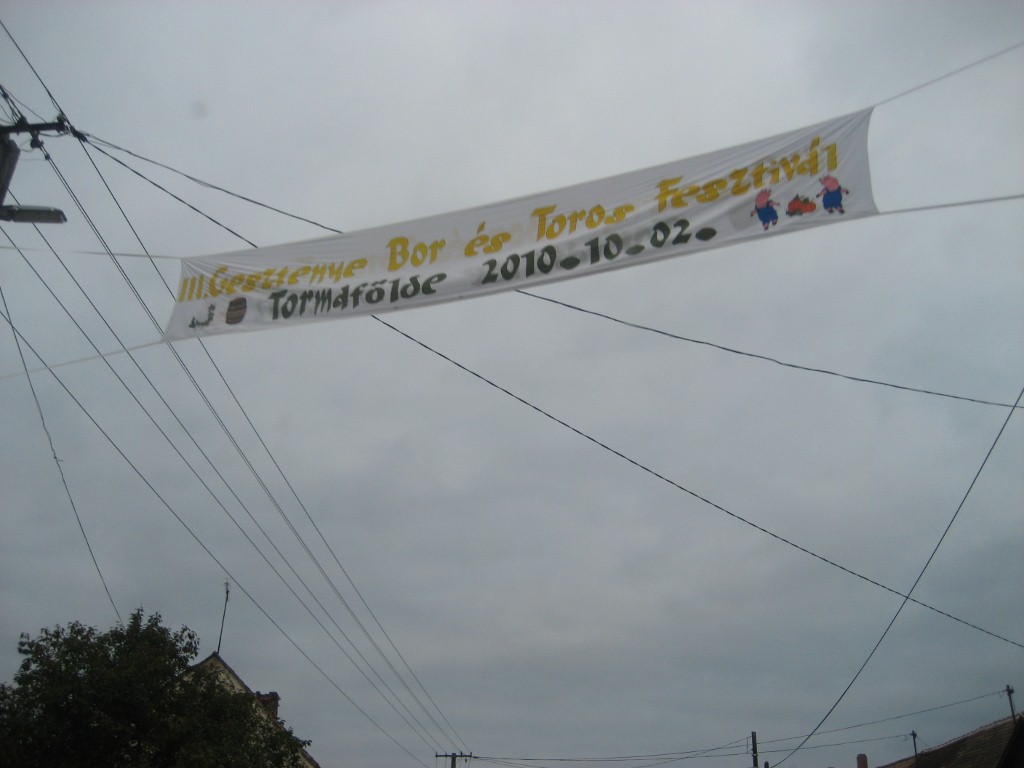 III. Gesztenye Bor és Toros Fesztivál
Tormafölde 2010.10.02.